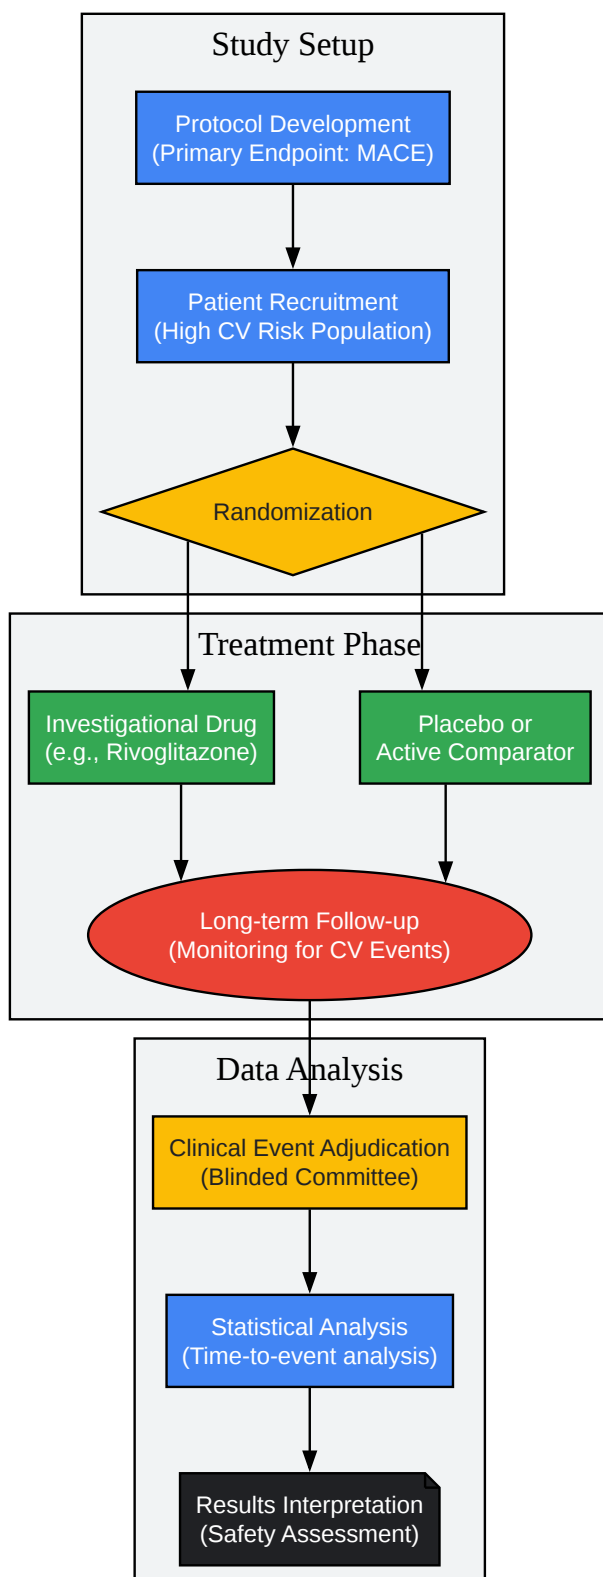 Study Setup
Protocol Development
(Primary Endpoint: MACE)
Patient Recruitment
(High CV Risk Population)
Randomization
Treatment Phase
Investigational Drug
(e.g., Rivoglitazone)
Placebo or
Active Comparator
Long-term Follow-up
(Monitoring for CV Events)
Data Analysis
Clinical Event Adjudication
(Blinded Committee)
Statistical Analysis
(Time-to-event analysis)
Results Interpretation
(Safety Assessment)